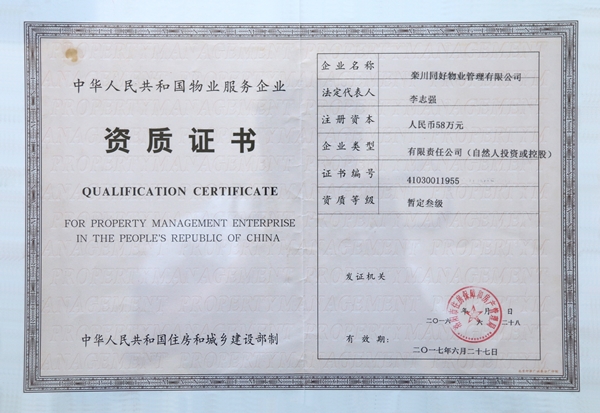 中华人民共和国物业服务企业
资质证书
QUALIFICATION CERTIFICATE
FOR PROPERTY MANAGEMENT ENTERPRISE
IN THE PEOPLE'S REPUBLIC OF CHINA
中华人民共和国住房和城乡建设部制
企业名称 栾川同好物业管理有限公司
法定代表人 李志强
注册资本 人民币58万元
企业类型 有限责任公司（自然人投资或控股）
证书编号 41030011955
资质等级 暂定叁级
发证机关
年 月 日
二〇一六 六 二十八
有效期：
二〇一七年六月二十七日